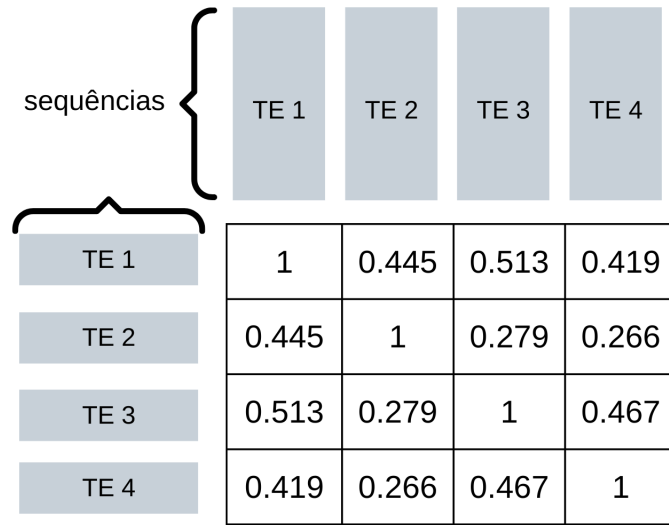 sequências
TE 1 TE 2 TE 3 TE 4
TE 1 1 0.445 0.513 0.419
TE 2 0.445 1 0.279 0.266
TE 3 0.513 0.279 1 0.467
TE 4 0.419 0.266 0.467 1